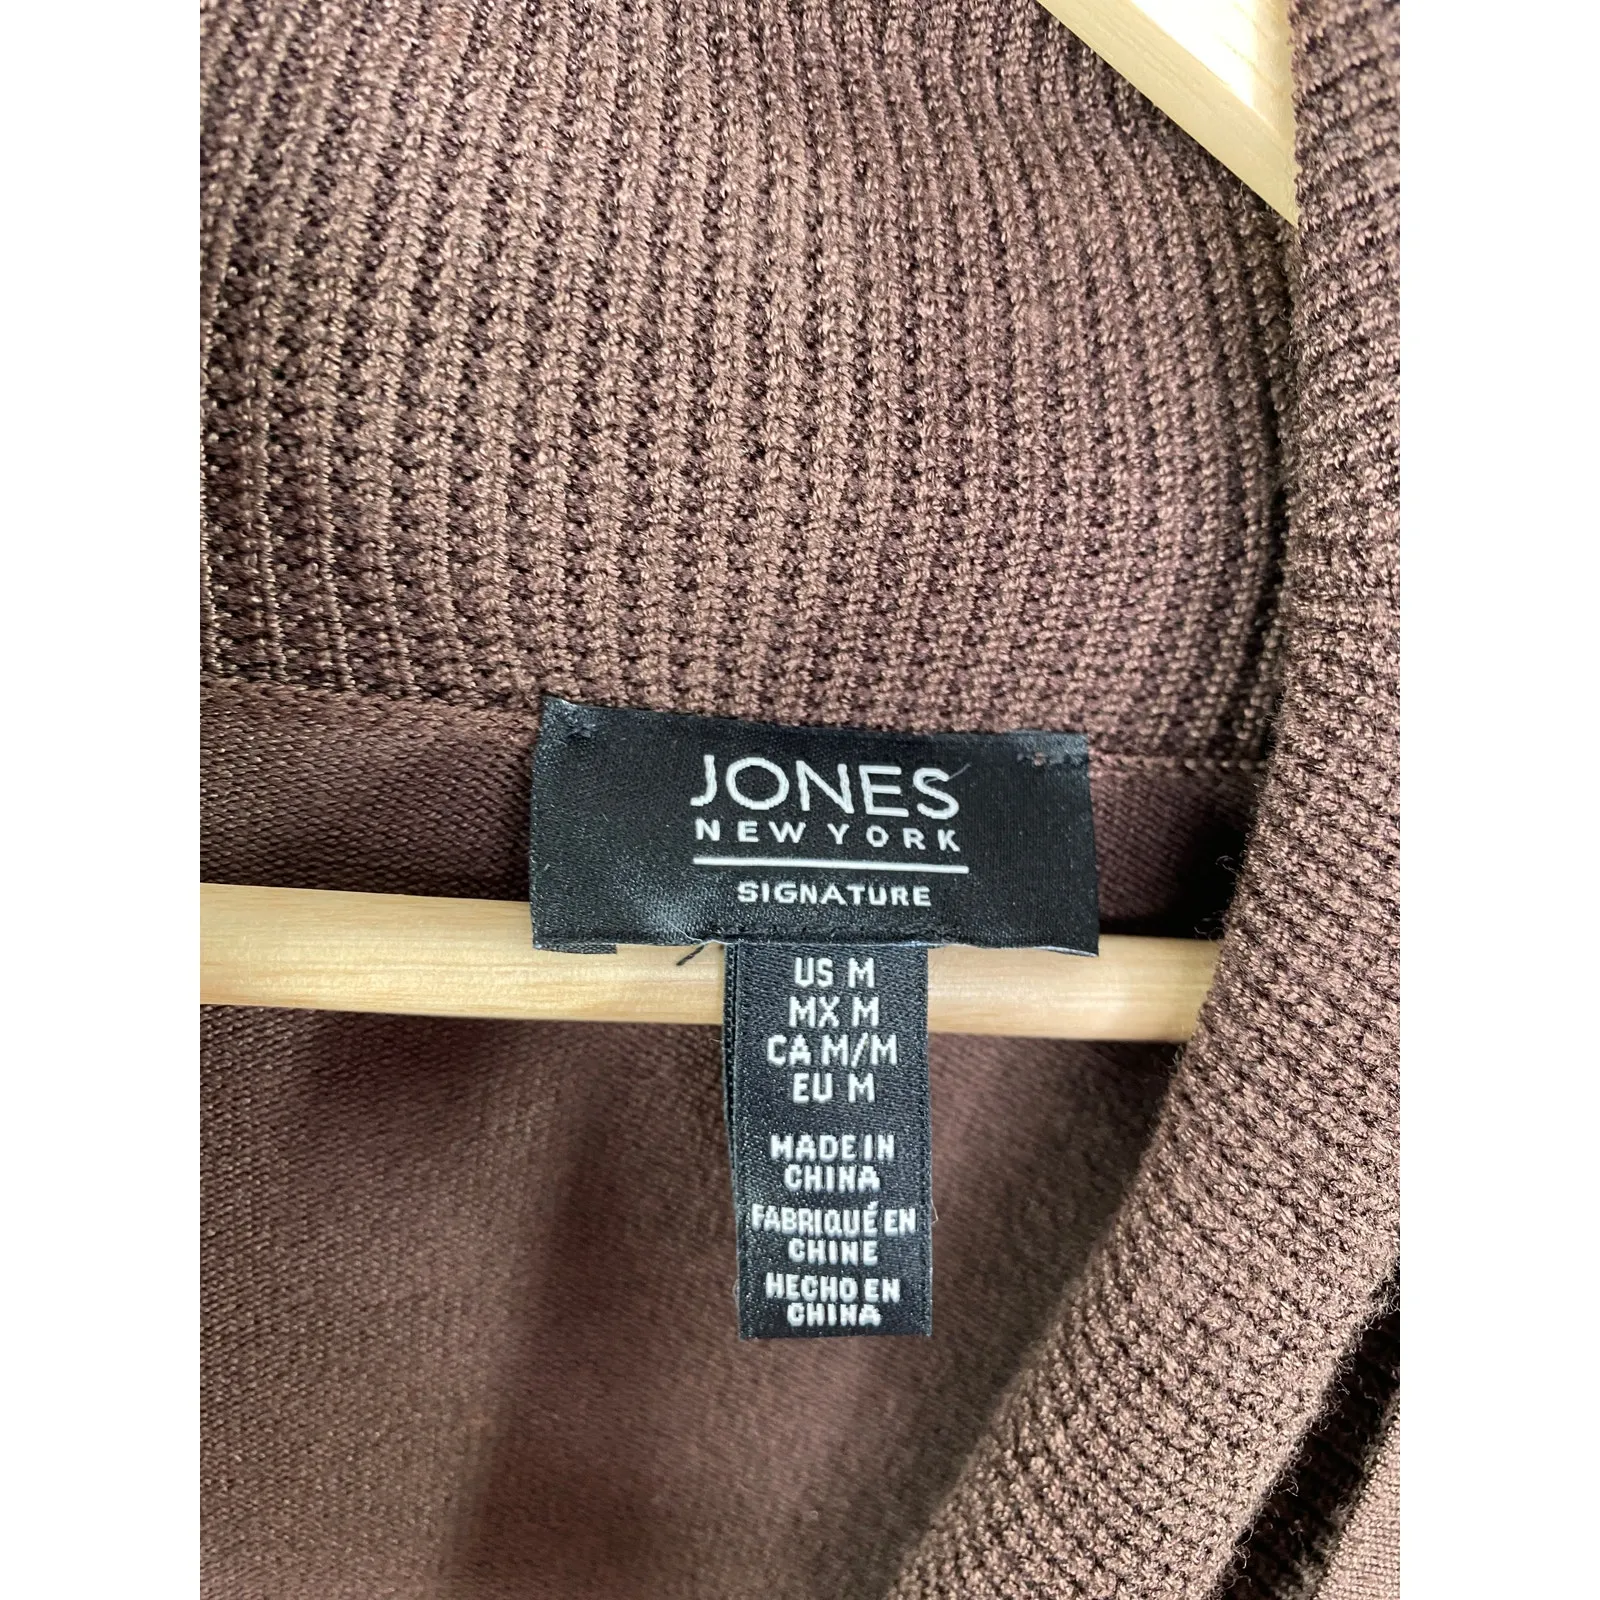 JONES
NEW YORK
SIGNATURE
US M
MX M
CA M/M
EU M
MADE IN
CHINA
FABRIQUÉ EN
CHINE
HECHO EN
CHINA